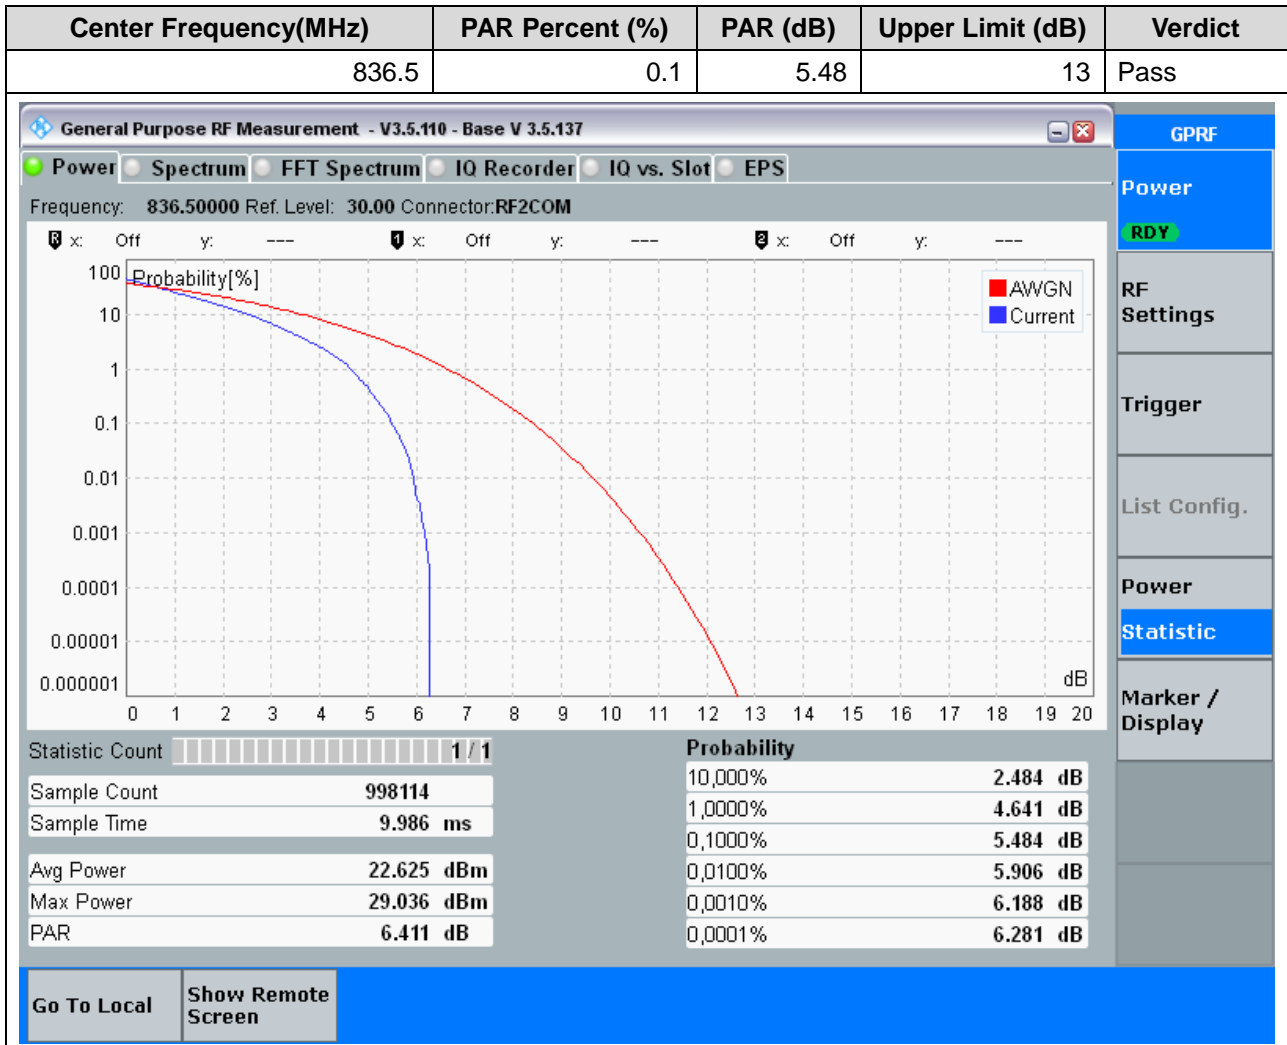 Center Frequency(MHz) PAR Percent (%) PAR (dB) Upper Limit (dB) Verdict
836.5 0.1 5.48 13 Pass
General Purpose RF Measurement - V3.5.110 - Base V 3.5.137
GPRF
Power Spectrum FFT Spectrum IQ Recorder IQ vs. Slot EPS
Frequency: 836.50000 Ref. Level: 30.00 Connector:RF2COM
R x: Off y: --- 1 x: Off y: --- 2 x: Off y: ---
Probability[%]
AWGN
Current
100
10
1
0.1
0.01
0.001
0.0001
0.00001
0.000001
dB
0 1 2 3 4 5 6 7 8 9 10 11 12 13 14 15 16 17 18 19 20
Statistic Count 1 / 1
Sample Count 998114
Sample Time 9.986 ms
Avg Power 22.625 dBm
Max Power 29.036 dBm
PAR 6.411 dB
Probability
10,000% 2.484 dB
1,0000% 4.641 dB
0,1000% 5.484 dB
0,0100% 5.906 dB
0,0010% 6.188 dB
0,0001% 6.281 dB
Power
RDY
RF
Settings
Trigger
List Config.
Power
Statistic
Marker /
Display
Go To Local
Show Remote
Screen